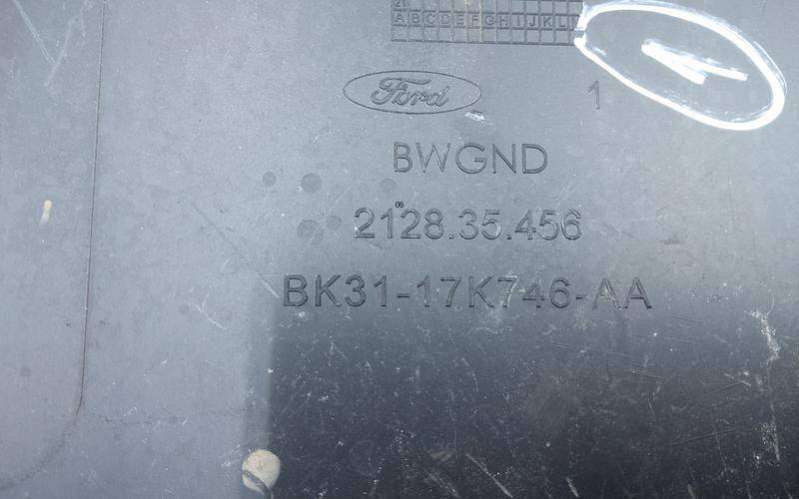 ABCDEFGHIJKL
Ford
1
BWGND
2128.35.456
BK31-17K746-AA